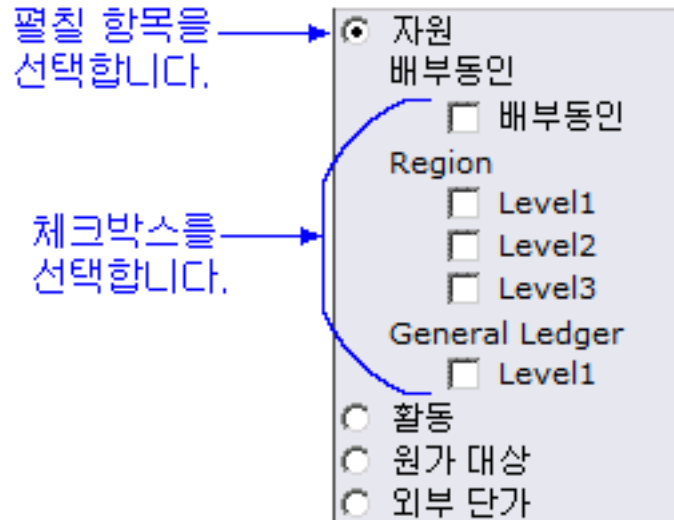 펼칠 항목을
선택합니다.
자원
배부동인
배부동인
Region
Level1
Level2
Level3
체크박스를
선택합니다.
General Ledger
Level1
활동
원가 대상
외부 단가